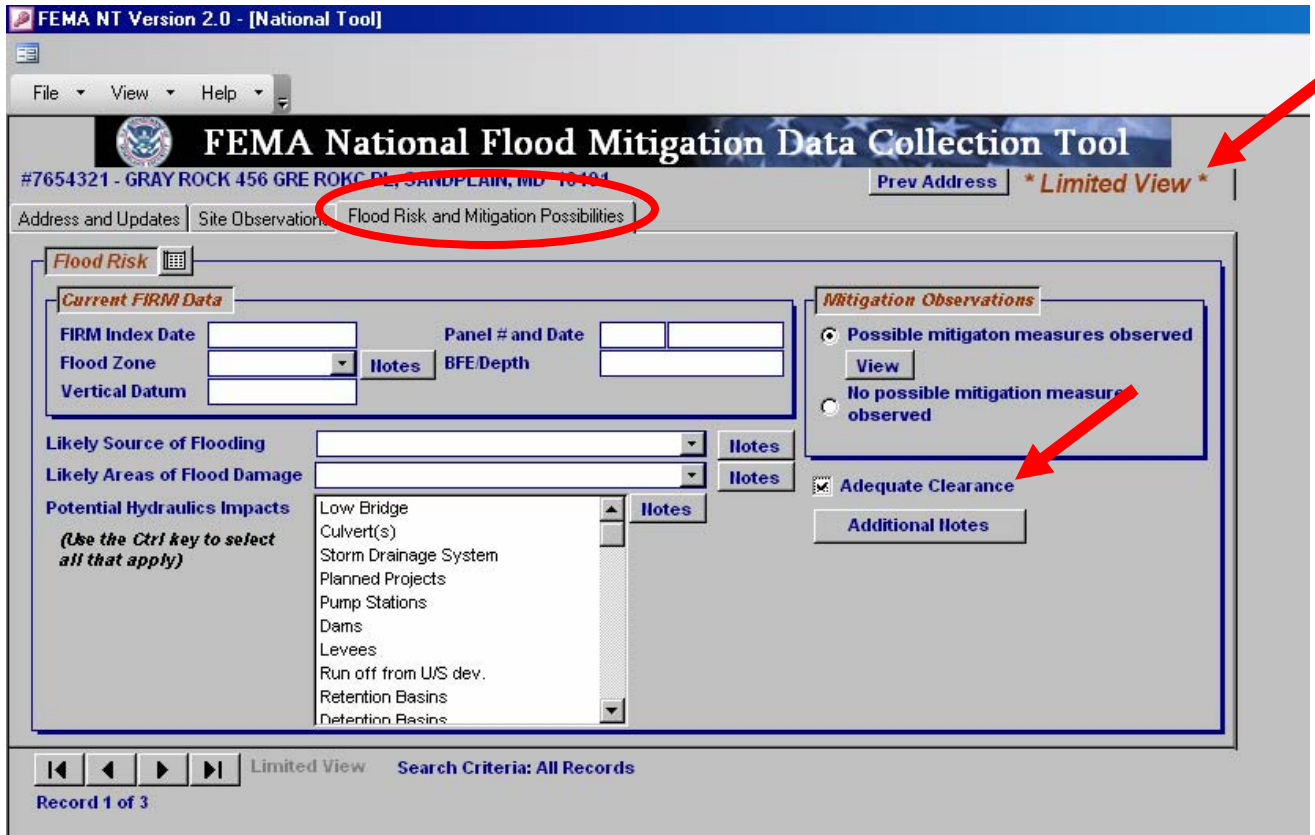 FEMA NT Version 2.0 - [National Tool]
File View Help
FEMA National Flood Mitigation Data Collection Tool
#7654321 - GRAY ROCK 456 GRE ROKC PL, SANDPLAIN, MD
Prev Address * Limited View *
Address and Updates Site Observations Flood Risk and Mitigation Possibilities
Flood Risk
Current FIRM Data
Mitigation Observations
FIRM Index Date Panel # and Date
Possible mitigaton measures observed
Flood Zone Notes BFE/Depth
View
Vertical Datum
No possible mitigation measures
observed
Likely Source of Flooding Notes
Likely Areas of Flood Damage Notes
Adequate Clearance
Potential Hydraulics Impacts
(Use the Ctrl key to select
all that apply)
Low Bridge
Notes
Additional Notes
Culvert(s)
Storm Drainage System
Planned Projects
Pump Stations
Dams
Levees
Run off from U/S dev.
Retention Basins
Detention Basins
Limited View Search Criteria: All Records
Record 1 of 3